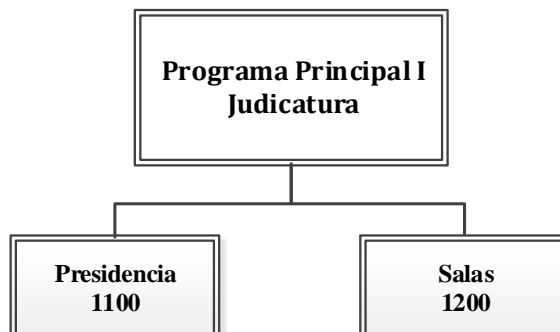 Programa Principal I
Judicatura
Presidencia
1100
Salas
1200